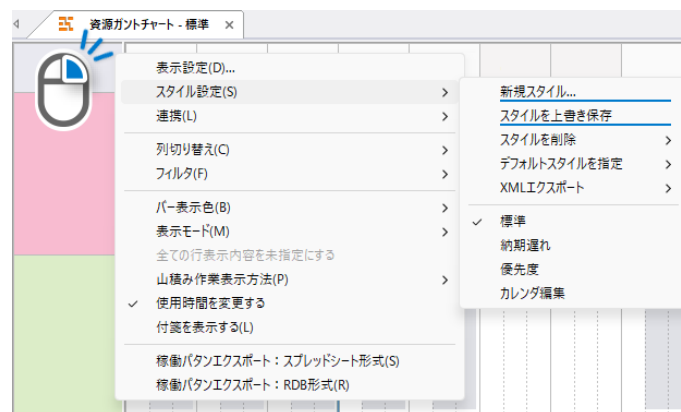 資源ガントチャート - 標準 ×
表示設定(D)...
スタイル設定(S)
連携(L)
列切り替え(C)
フィルタ(F)
バー表示色(B)
表示モード(M)
全ての行表示内容を未指定にする
山積み作業表示方法(P)
使用時間を変更する
付箋を表示する(L)
稼働パタンエクスポート：スプレッドシート形式(S)
稼働パタンエクスポート：RDB形式(R)
新規スタイル...
スタイルを上書き保存
スタイルを削除
デフォルトスタイルを指定
XMLエクスポート
標準
納期遅れ
優先度
カレンダ編集